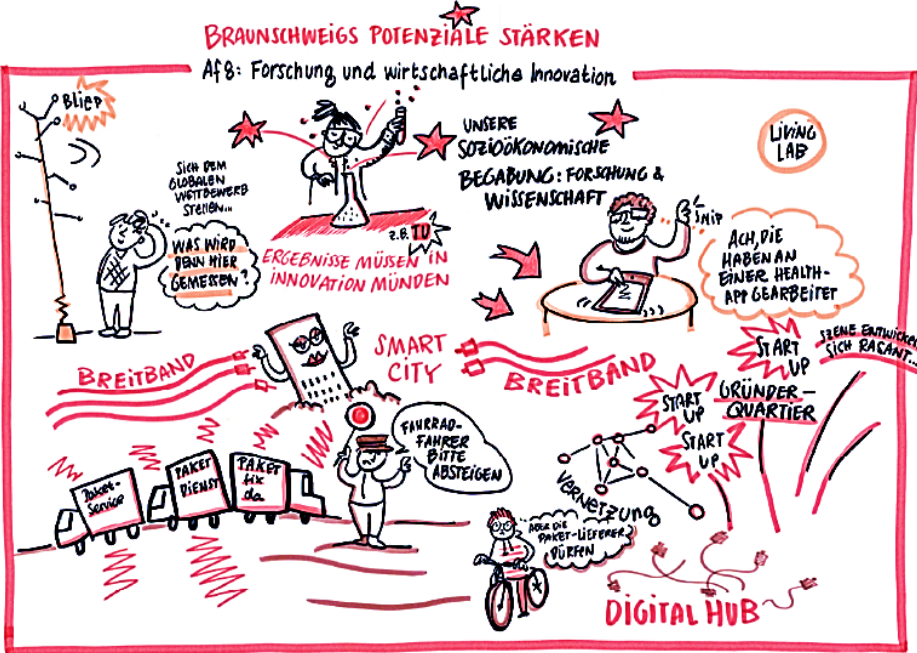 BRAUNSCHWEIGS POTENZIALE STÄRKEN
Af8: Forschung und wirtschaftliche Innovation
Bliep
SICH DEM
GLOBALEN
WETTBEWERB
STELLEN...
WAS WIRD
DENN HIER
GEMESSEN?
UNSERE
SOZIOÖKONOMISCHE
BEGABUNG: FORSCHUNG &
WISSENSCHAFT
z.B. TU
ERGEBNISSE MÜSSEN IN
INNOVATION MÜNDEN
LIVING
LAB
SNIP
ACH, DIE
HABEN AN
EINER HEALTH-
APP GEARBEITET
BREITBAND
SMART
CITY
BREITBAND
START
UP
SZENE ENTWICKEL
SICH RASANT...
START
UP
GRÜNDER-
QUARTIER
START
UP
FAHRRAD-
FAHRER
BITTE
ABSTEIGEN
Paket-
Service
PAKET
DIENST
PAKET
fix
da
VERNETZUNG
ABER DIE
PAKET-LIEFERER
DÜRFEN
DIGITAL HUB